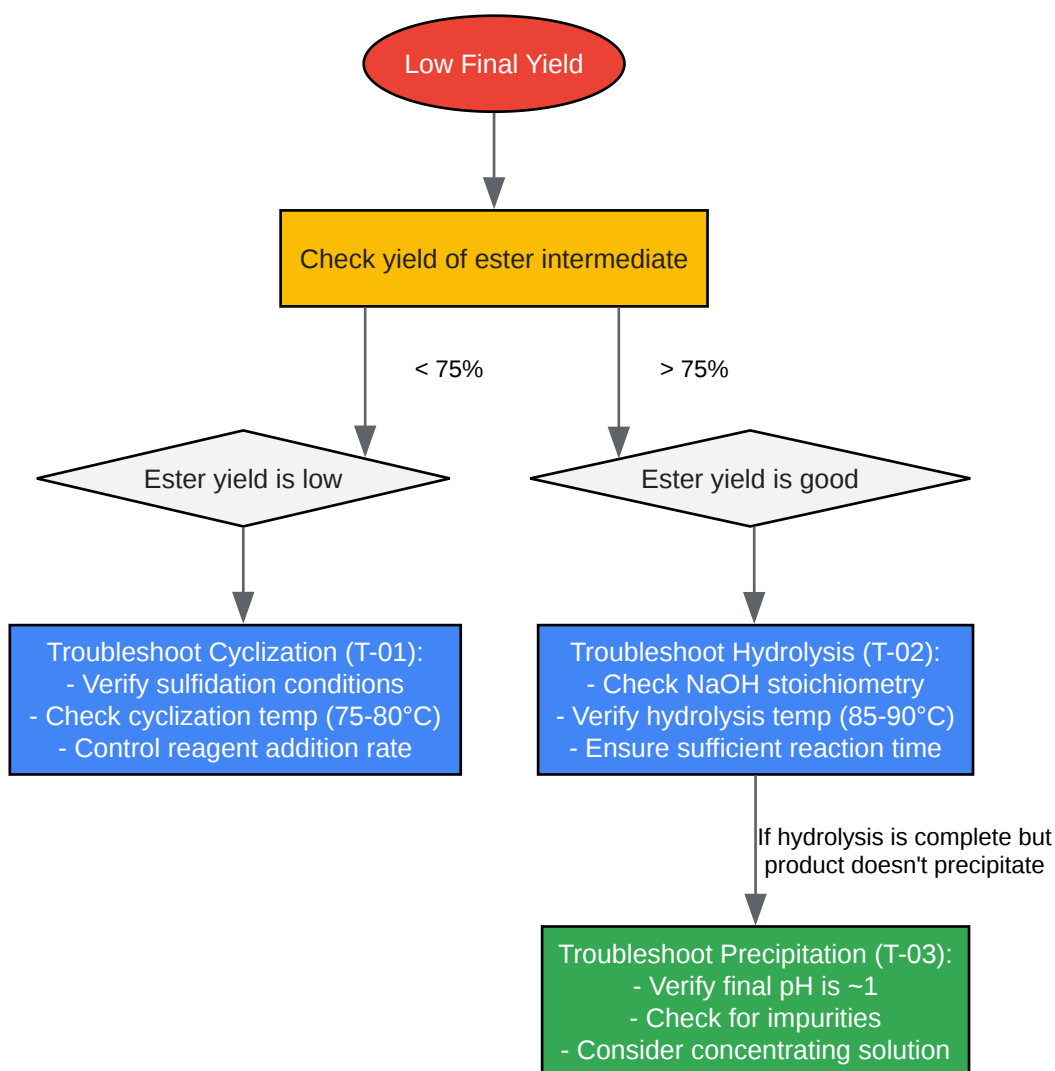 Low Final Yield
Check yield of ester intermediate
< 75%
> 75%
Ester yield is low
Ester yield is good
Troubleshoot Cyclization (T-01):
- Verify sulfidation conditions
- Check cyclization temp (75-80°C)
- Control reagent addition rate
Troubleshoot Hydrolysis (T-02):
- Check NaOH stoichiometry
- Verify hydrolysis temp (85-90°C)
- Ensure sufficient reaction time
If hydrolysis is complete but
product doesn't precipitate
Troubleshoot Precipitation (T-03):
- Verify final pH is ~1
- Check for impurities
- Consider concentrating solution